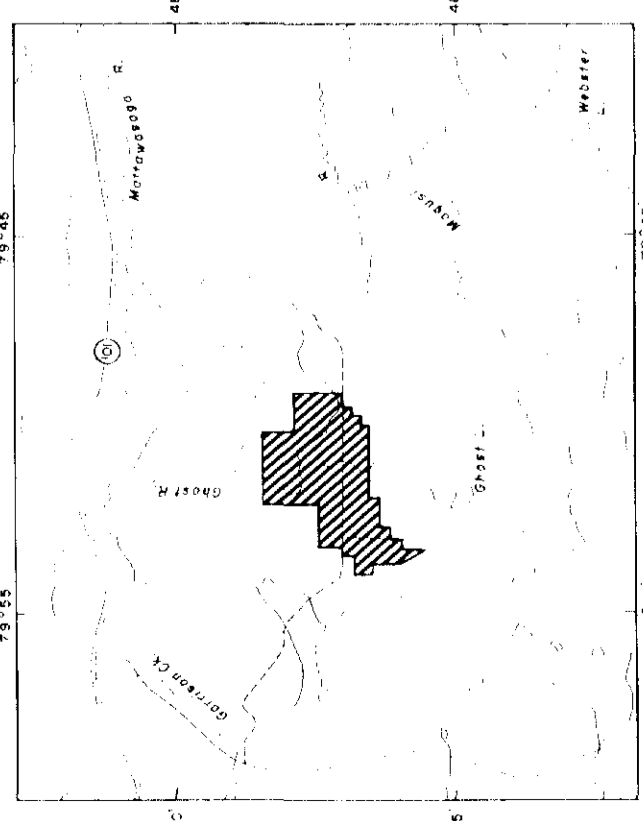 79°45'
79°55'
101
Mattawasaga
R.
R.
Magusi
Webster
L.
Ghost R.
Ghost L.
Garrison Ck.